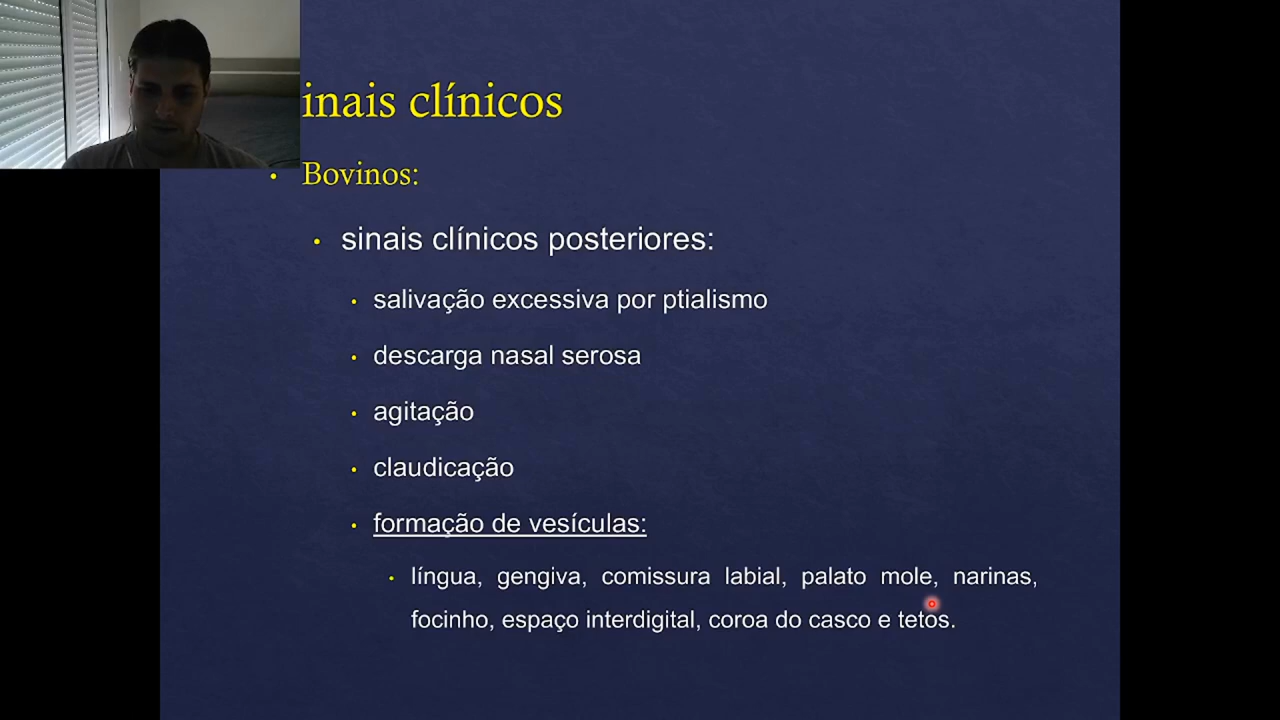 inais clínicos
Bovinos:
sinais clínicos posteriores:
salivação excessiva por ptialismo
descarga nasal serosa
agitação
claudicação
formação de vesículas:
língua, gengiva, comissura labial, palato mole, narinas,
focinho, espaço interdigital, coroa do casco e tetos.